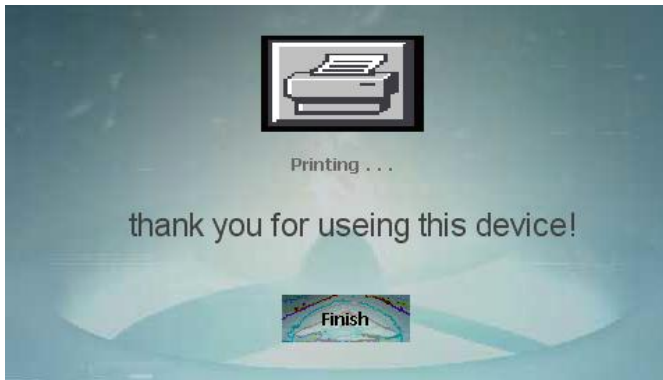 Printing . . .
thank you for useing this device!
Finish